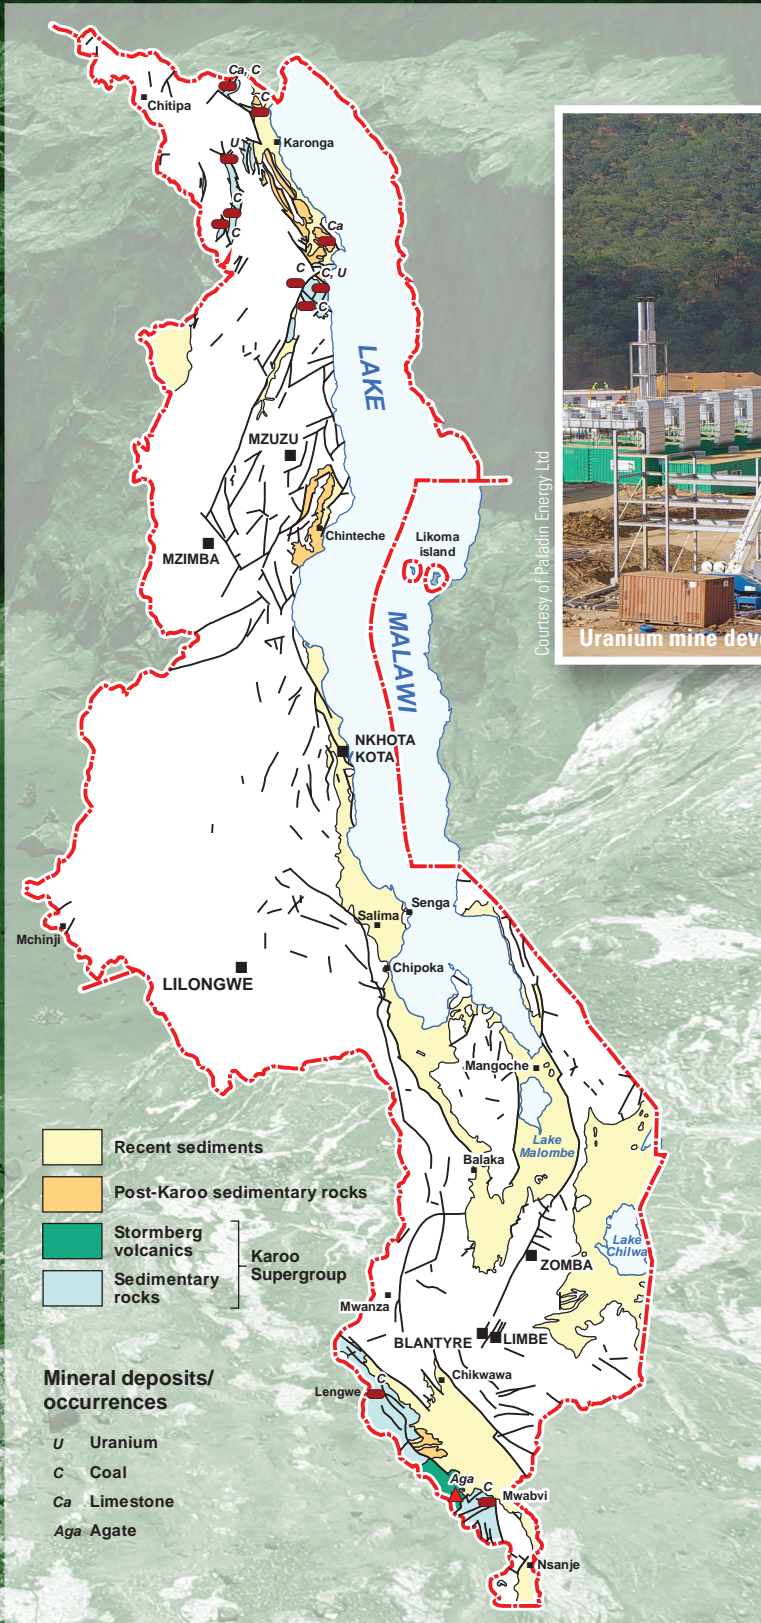 Ca, C
Chitipa
C
Karonga
U
C
C
Ca
C
C, U
C
LAKE
MZUZU
Chinteche
Likoma
island
MZIMBA
MALAWI
NKHOTA
KOTA
Senga
Salima
Mchinji
Chipoka
LILONGWE
Mangoche
Lake
Malombe
Balaka
Lake
Chilwa
ZOMBA
Mwanza
BLANTYRE
LIMBE
Chikwawa
C
Lengwe
Aga
C
Mwabvi
Nsanje
Recent sediments
Post-Karoo sedimentary rocks
Stormberg
volcanics
Sedimentary
rocks
Karoo
Supergroup
Mineral deposits/
occurrences
U Uranium
C Coal
Ca Limestone
Aga Agate
Courtesy of Paladin Energy Ltd
Uranium mine deve